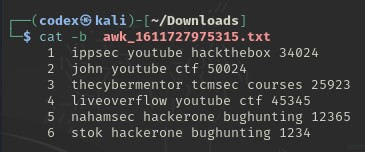 ┌──(codex㉿kali)-[~/Downloads]
└─$ cat -b  awk_1611727975315.txt
     1  ippsec youtube hackthebox 34024
     2  john youtube ctf 50024
     3  thecybermentor tcmsec courses 25923
     4  liveoverflow youtube ctf 45345
     5  nahamsec hackerone bughunting 12365
     6  stok hackerone bughunting 1234